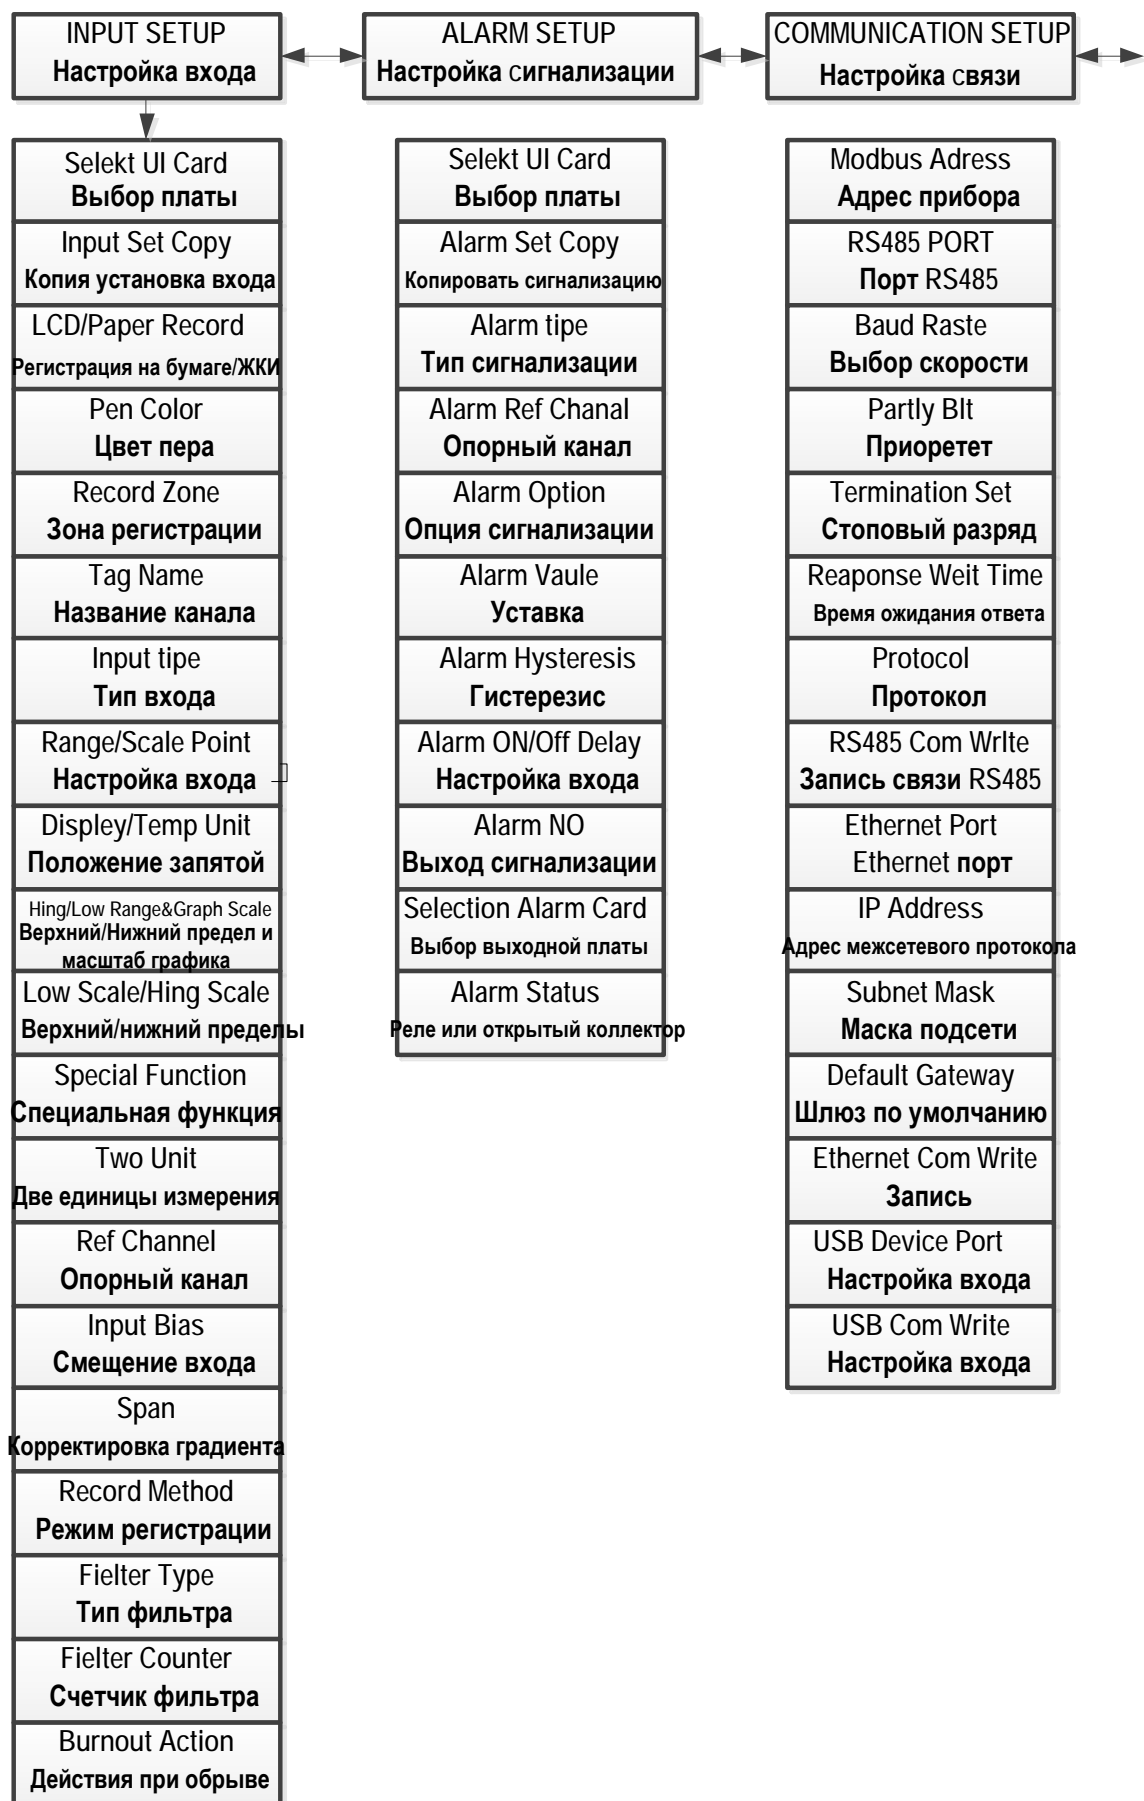 INPUT SETUP
Настройка входа
ALARM SETUP
Настройка сигнализации
COMMUNICATION SETUP
Настройка связи
Selekt UI Card
Выбор платы
Input Set Copy
Копия установка входа
LCD/Paper Record
Регистрация на бумаге/ЖКИ
Pen Color
Цвет пера
Record Zone
Зона регистрации
Tag Name
Название канала
Input tipe
Тип входа
Range/Scale Point
Настройка входа
Displey/Temp Unit
Положение запятой
Hing/Low Range&Graph Scale
Верхний/Нижний предел и
масштаб графика
Low Scale/Hing Scale
Верхний/нижний пределы
Special Function
Специальная функция
Two Unit
Две единицы измерения
Ref Channel
Опорный канал
Input Bias
Смещение входа
Span
Корректировка градиента
Record Method
Режим регистрации
Fielter Type
Тип фильтра
Fielter Counter
Счетчик фильтра
Burnout Action
Действия при обрыве
Selekt UI Card
Выбор платы
Alarm Set Copy
Копировать сигнализацию
Alarm tipe
Тип сигнализации
Alarm Ref Chanal
Опорный канал
Alarm Option
Опция сигнализации
Alarm Vaule
Уставка
Alarm Hysteresis
Гистерезис
Alarm ON/Off Delay
Настройка входа
Alarm NO
Выход сигнализации
Selection Alarm Card
Выбор выходной платы
Alarm Status
Реле или открытый коллектор
Modbus Adress
Адрес прибора
RS485 PORT
Порт RS485
Baud Raste
Выбор скорости
Partly BIt
Приоретет
Termination Set
Стоповый разряд
Reaponse Weit Time
Время ожидания ответа
Protocol
Протокол
RS485 Com WrIte
Запись связи RS485
Ethernet Port
Ethernet порт
IP Address
Адрес межсетевого протокола
Subnet Mask
Маска подсети
Default Gateway
Шлюз по умолчанию
Ethernet Com Write
Запись
USB Device Port
Настройка входа
USB Com Write
Настройка входа